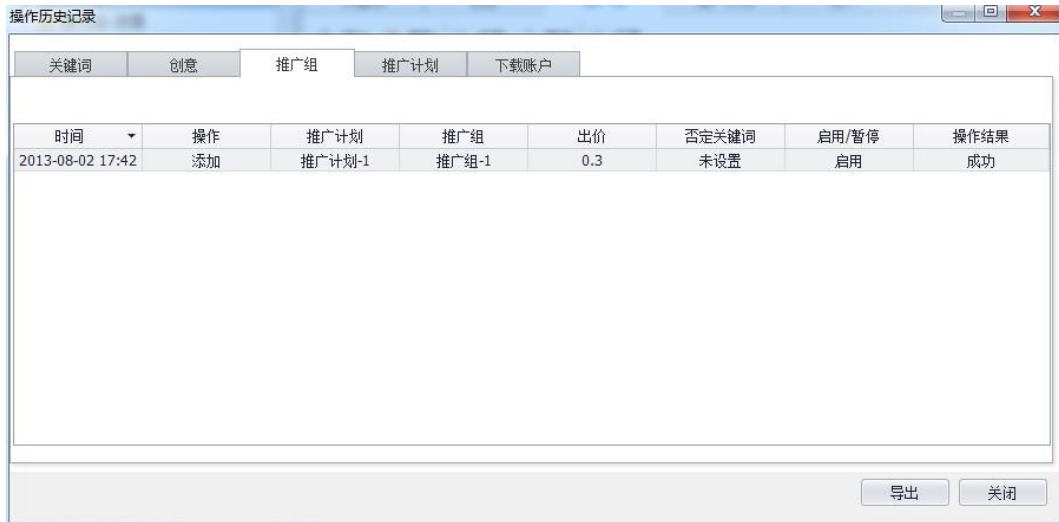 操作历史记录
关键词 创意 推广组 推广计划 下载账户
时间 操作 推广计划 推广组 出价 否定关键词 启用/暂停 操作结果
2013-08-02 17:42 添加 推广计划-1 推广组-1 0.3 未设置 启用 成功
导出 关闭